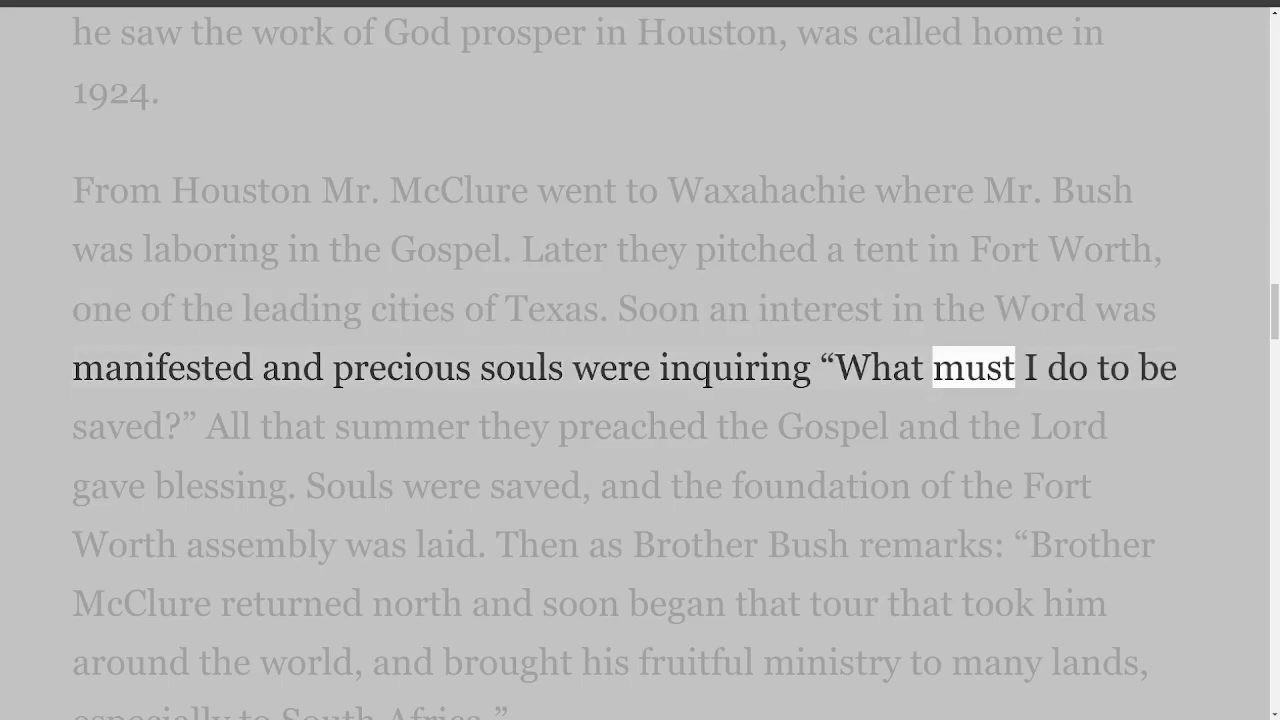 he saw the work of God prosper in Houston, was called home in
1924.
From Houston Mr. McClure went to Waxahachie where Mr. Bush
was laboring in the Gospel. Later they pitched a tent in Fort Worth,
one of the leading cities of Texas. Soon an interest in the Word was
manifested and precious souls were inquiring “What must I do to be
saved?” All that summer they preached the Gospel and the Lord
gave blessing. Souls were saved, and the foundation of the Fort
Worth assembly was laid. Then as Brother Bush remarks: “Brother
McClure returned north and soon began that tour that took him
around the world, and brought his fruitful ministry to many lands,
especially to South Africa.”